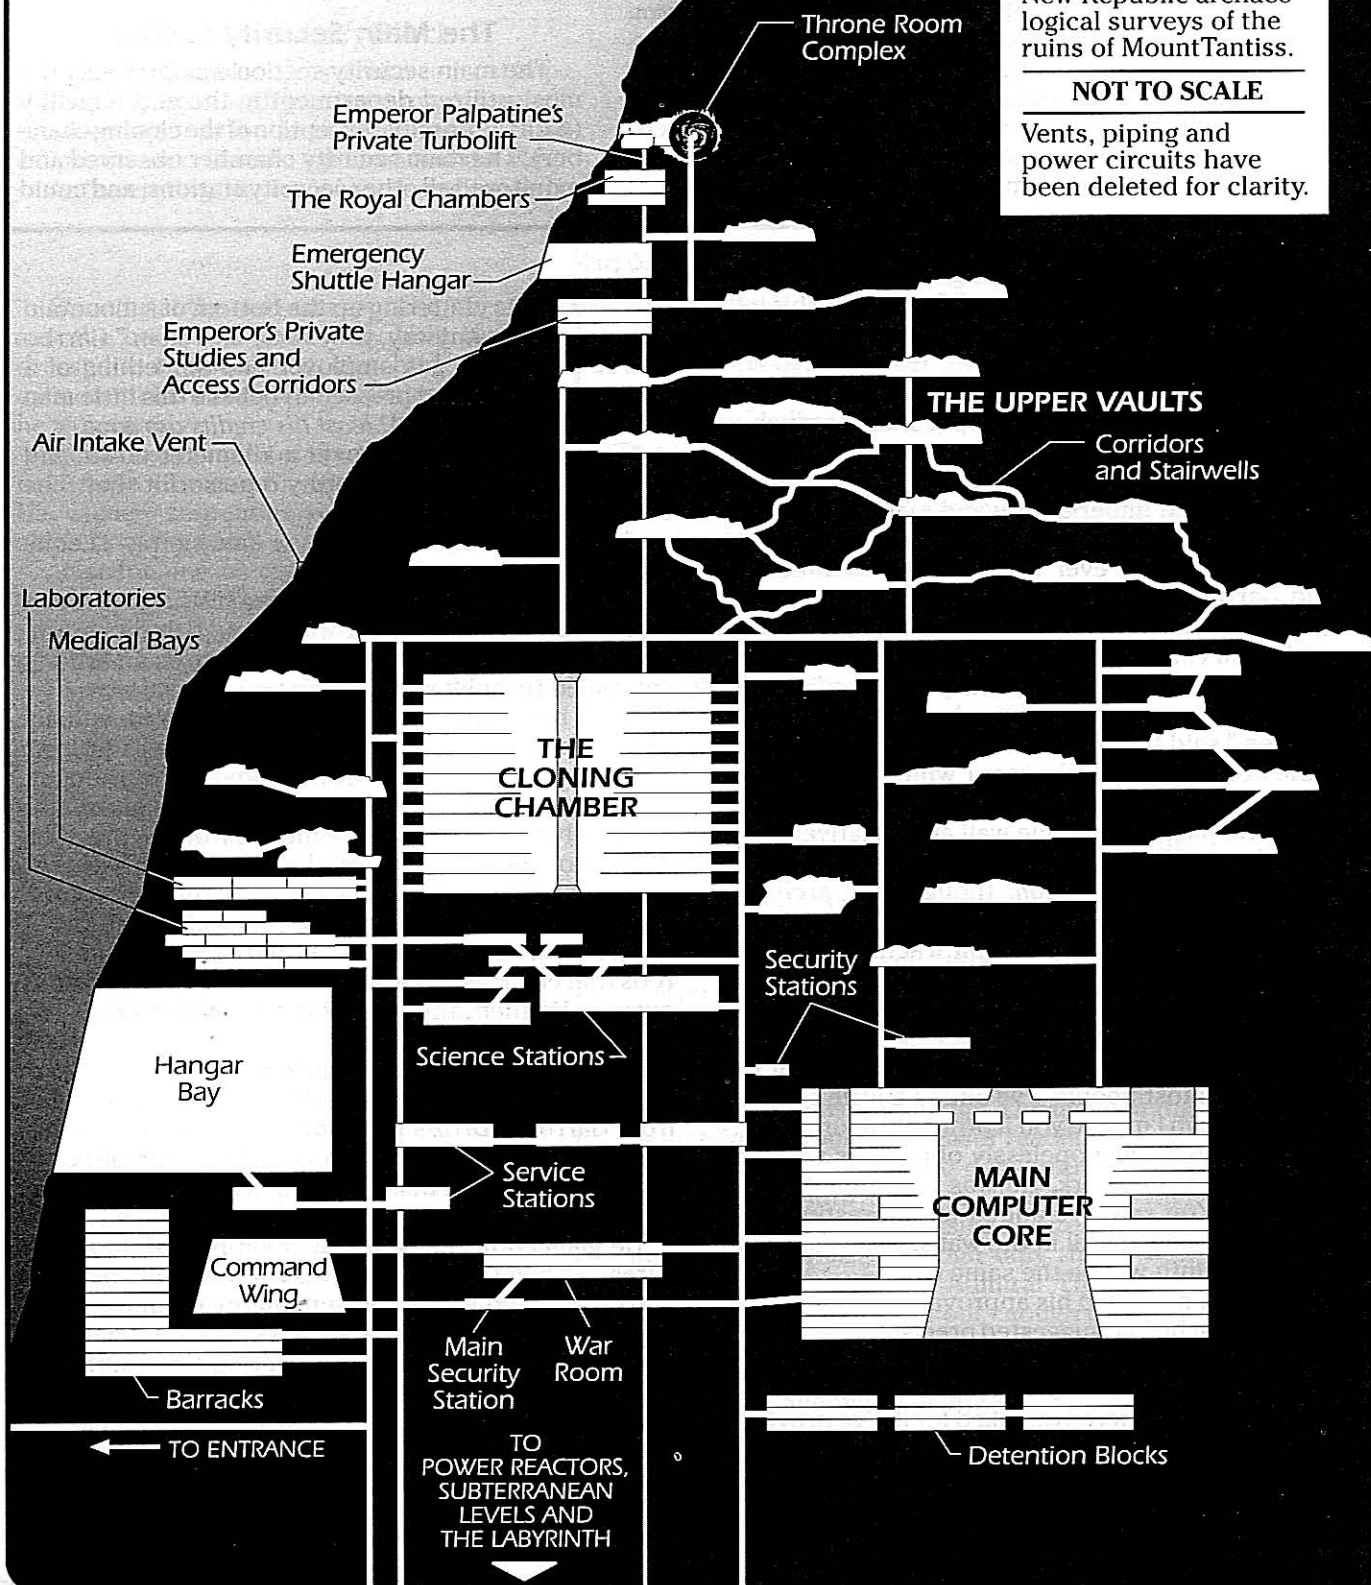 Throne Room
Complex
New Republic archaeo-
logical surveys of the
ruins of MountTantiss.
NOT TO SCALE
Vents, piping and
power circuits have
been deleted for clarity.
Emperor Palpatine's
Private Turbolift
The Royal Chambers
Emergency
Shuttle Hangar
Emperor's Private
Studies and
Access Corridors
Air Intake Vent
THE UPPER VAULTS
Corridors
and Stairwells
Laboratories
Medical Bays
THE
CLONING
CHAMBER
Security
Stations
Science Stations
Hangar
Bay
Service
Stations
MAIN
COMPUTER
CORE
Command
Wing
Main
Security
Station
War
Room
Barracks
TO ENTRANCE
TO
POWER REACTORS,
SUBTERRANEAN
LEVELS AND
THE LABYRINTH
Detention Blocks